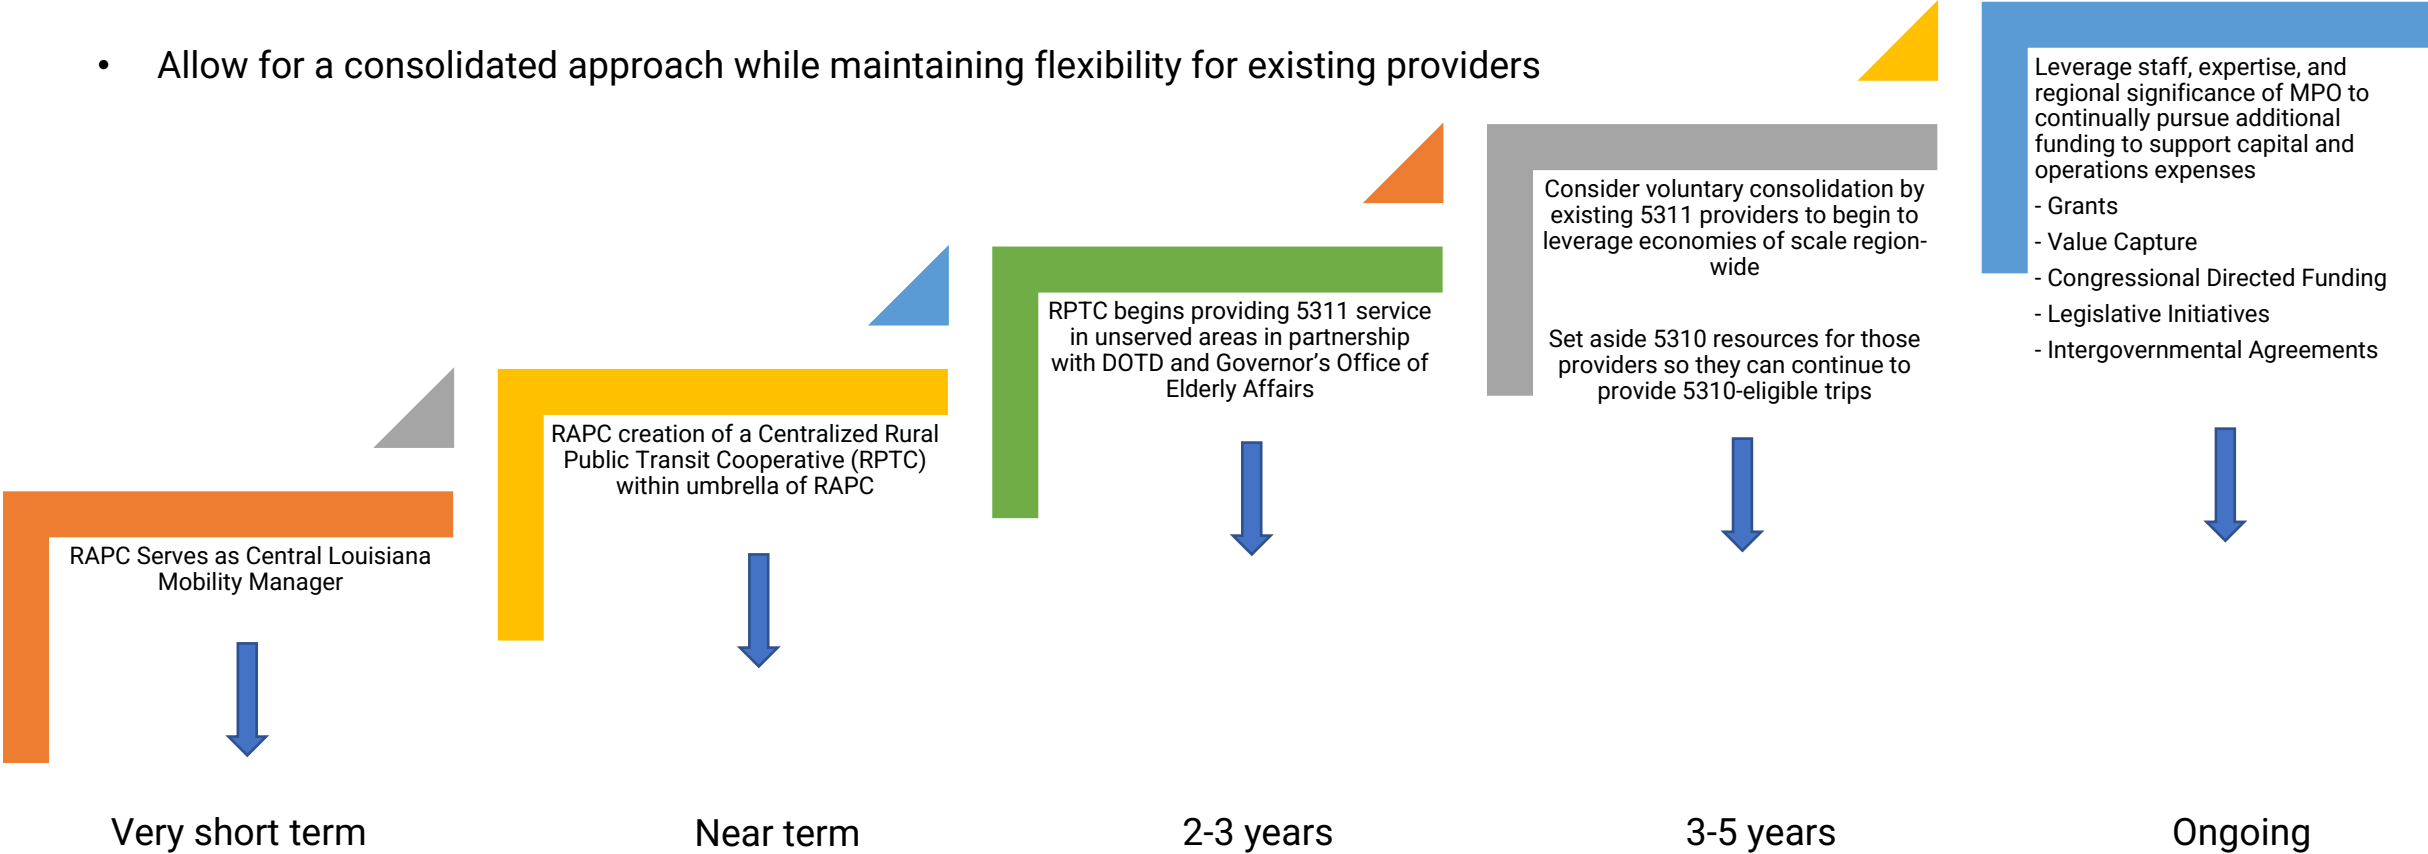 • Allow for a consolidated approach while maintaining flexibility for existing providers
RAPC Serves as Central Louisiana
Mobility Manager
RAPC creation of a Centralized Rural
Public Transit Cooperative (RPTC)
within umbrella of RAPC
RPTC begins providing 5311 service
in unserved areas in partnership
with DOTD and Governor’s Office of
Elderly Affairs
Consider voluntary consolidation by
existing 5311 providers to begin to
leverage economies of scale region-
wide
Set aside 5310 resources for those
providers so they can continue to
provide 5310-eligible trips
Leverage staff, expertise, and
regional significance of MPO to
continually pursue additional
funding to support capital and
operations expenses
- Grants
- Value Capture
- Congressional Directed Funding
- Legislative Initiatives
- Intergovernmental Agreements
Very short term
Near term
2-3 years
3-5 years
Ongoing